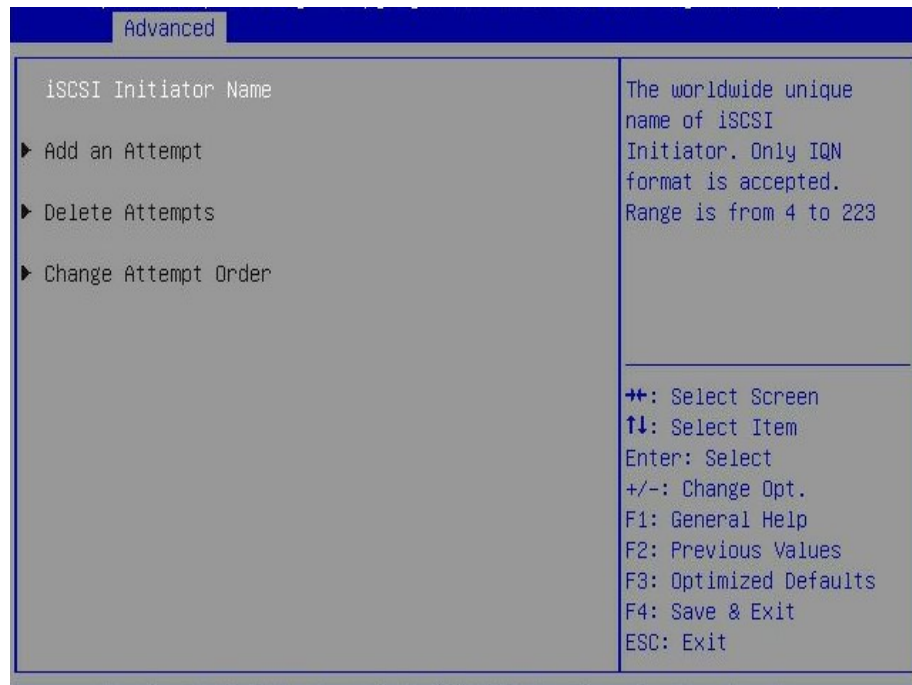 Advanced
iSCSI Initiator Name
▶ Add an Attempt
▶ Delete Attempts
▶ Change Attempt Order
The worldwide unique
name of iSCSI
Initiator. Only IQN
format is accepted.
Range is from 4 to 223
→←: Select Screen
↑↓: Select Item
Enter: Select
+/-: Change Opt.
F1: General Help
F2: Previous Values
F3: Optimized Defaults
F4: Save & Exit
ESC: Exit